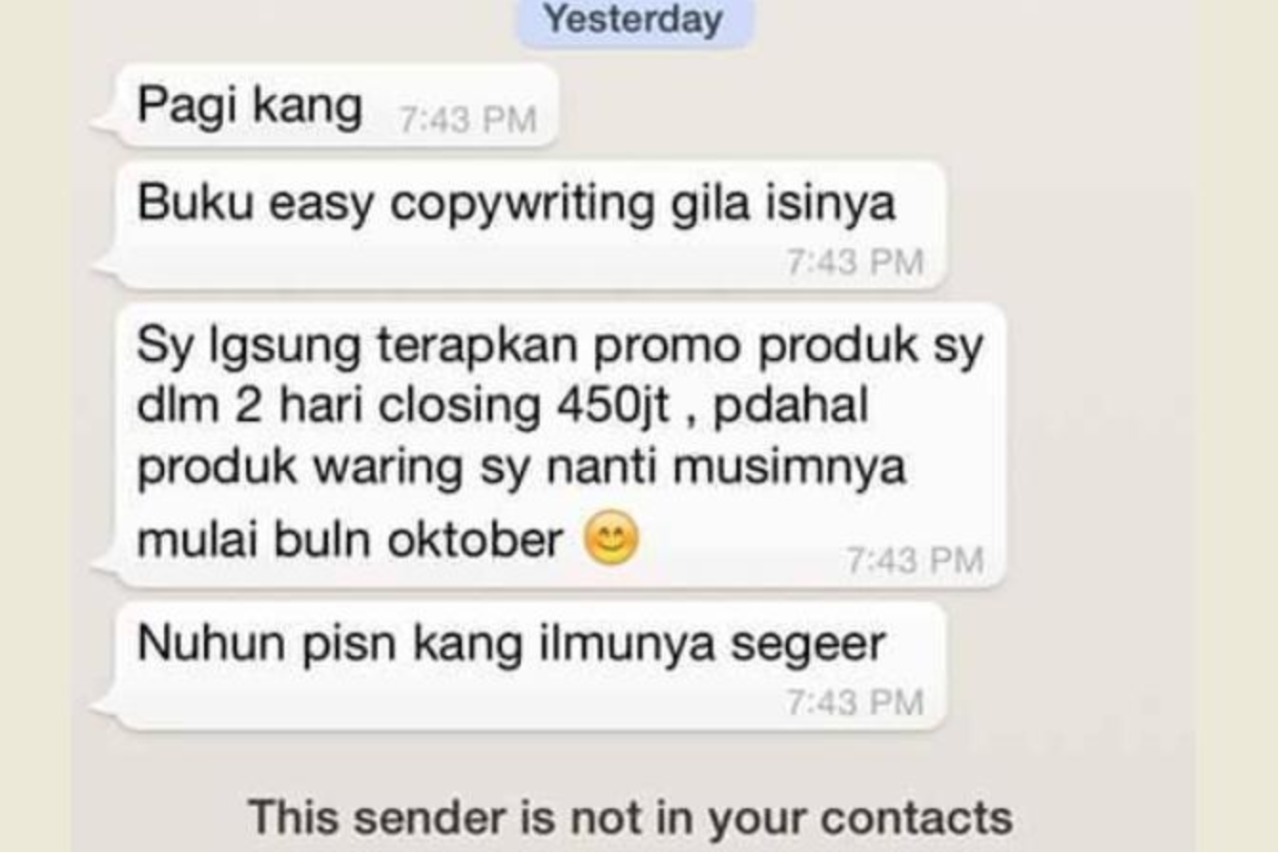 Yesterday
Pagi kang 7:43 PM
Buku easy copywriting gila isinya
7:43 PM
Sy lgsung terapkan promo produk sy
dlm 2 hari closing 450jt , pdahal
produk waring sy nanti musimnya
mulai buln oktober 😊 7:43 PM
Nuhun pisn kang ilmunya segeer
7:43 PM
This sender is not in your contacts